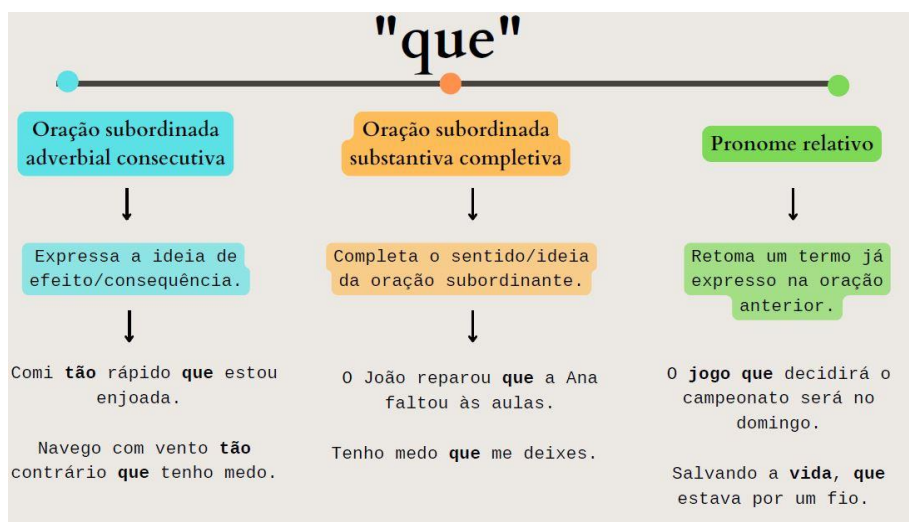 "que"
Oração subordinada
adverbial consecutiva
Expressa a ideia de
efeito/consequência.
Comi tão rápido que estou
enjoada.
Navego com vento tão
contrário que tenho medo.
Oração subordinada
substantiva completiva
Completa o sentido/ideia
da oração subordinante.
O João reparou que a Ana
faltou às aulas.
Tenho medo que me deixes.
Pronome relativo
Retoma um termo já
expresso na oração
anterior.
O jogo que decidirá o
campeonato será no
domingo.
Salvando a vida, que
estava por um fio.